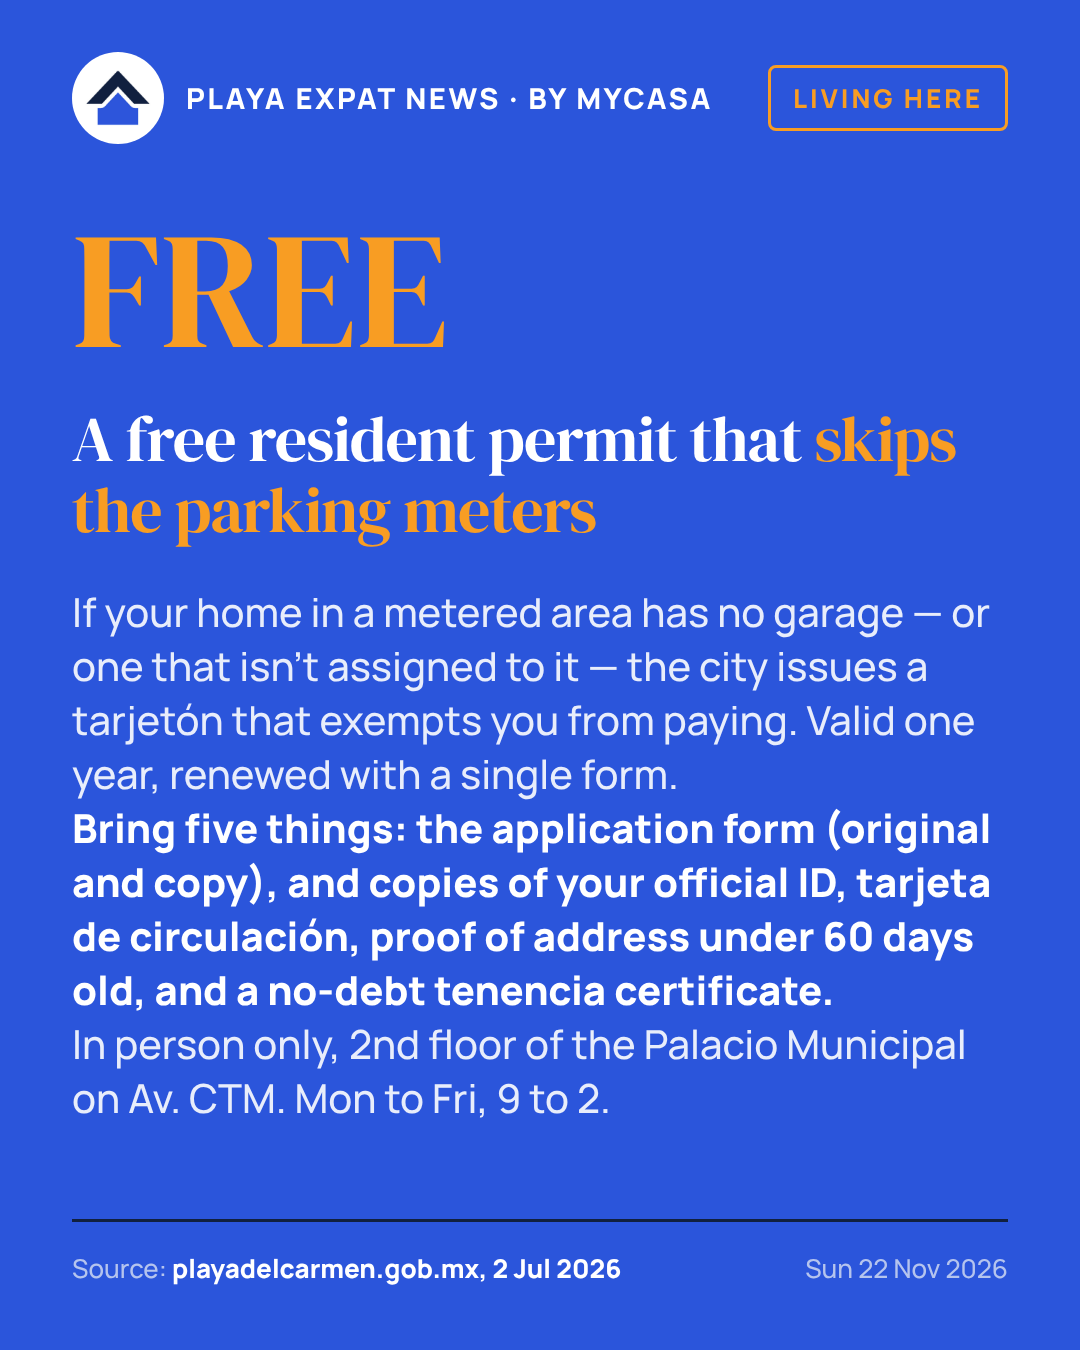 PLAYA EXPAT NEWS · BY MYCASA
LIVING HERE
FREE
A free resident permit that skips
the parking meters
If your home in a metered area has no garage — or
one that isn’t assigned to it — the city issues a
tarjetón that exempts you from paying. Valid one
year, renewed with a single form.
Bring five things: the application form (original
and copy), and copies of your official ID, tarjeta
de circulación, proof of address under 60 days
old, and a no-debt tenencia certificate.
In person only, 2nd floor of the Palacio Municipal
on Av. CTM. Mon to Fri, 9 to 2.
Source: playadelcarmen.gob.mx, 2 Jul 2026
Sun 22 Nov 2026